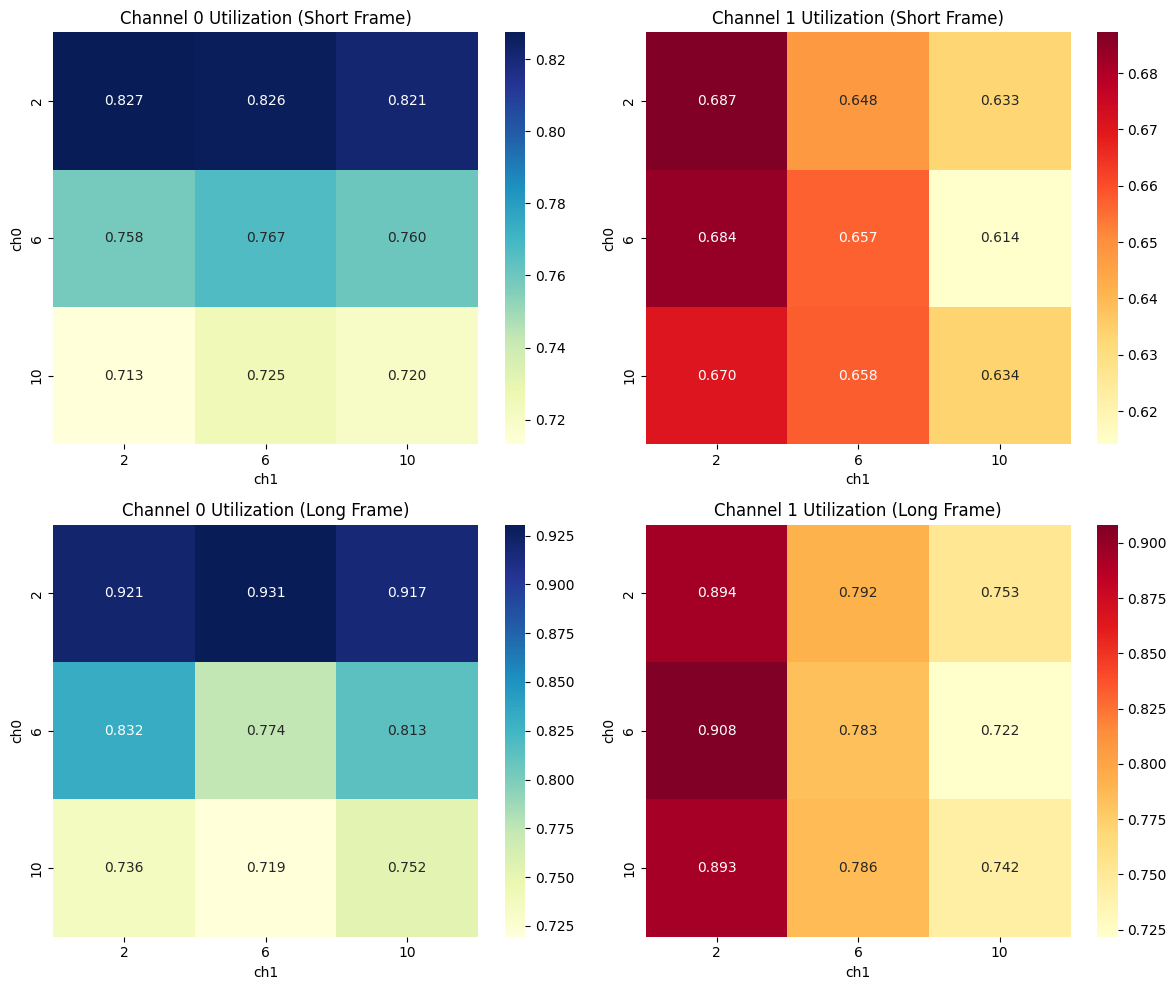 Channel 0 Utilization (Short Frame)
2 0.827 0.826 0.821
ch0 6 0.758 0.767 0.760
10 0.713 0.725 0.720
2 6 10
ch1
0.82
0.80
0.78
0.76
0.74
0.72
Channel 1 Utilization (Short Frame)
2 0.687 0.648 0.633
ch0 6 0.684 0.657 0.614
10 0.670 0.658 0.634
2 6 10
ch1
0.68
0.67
0.66
0.65
0.64
0.63
0.62
Channel 0 Utilization (Long Frame)
2 0.921 0.931 0.917
ch0 6 0.832 0.774 0.813
10 0.736 0.719 0.752
2 6 10
ch1
0.925
0.900
0.875
0.850
0.825
0.800
0.775
0.750
0.725
Channel 1 Utilization (Long Frame)
2 0.894 0.792 0.753
ch0 6 0.908 0.783 0.722
10 0.893 0.786 0.742
2 6 10
ch1
0.900
0.875
0.850
0.825
0.800
0.775
0.750
0.725